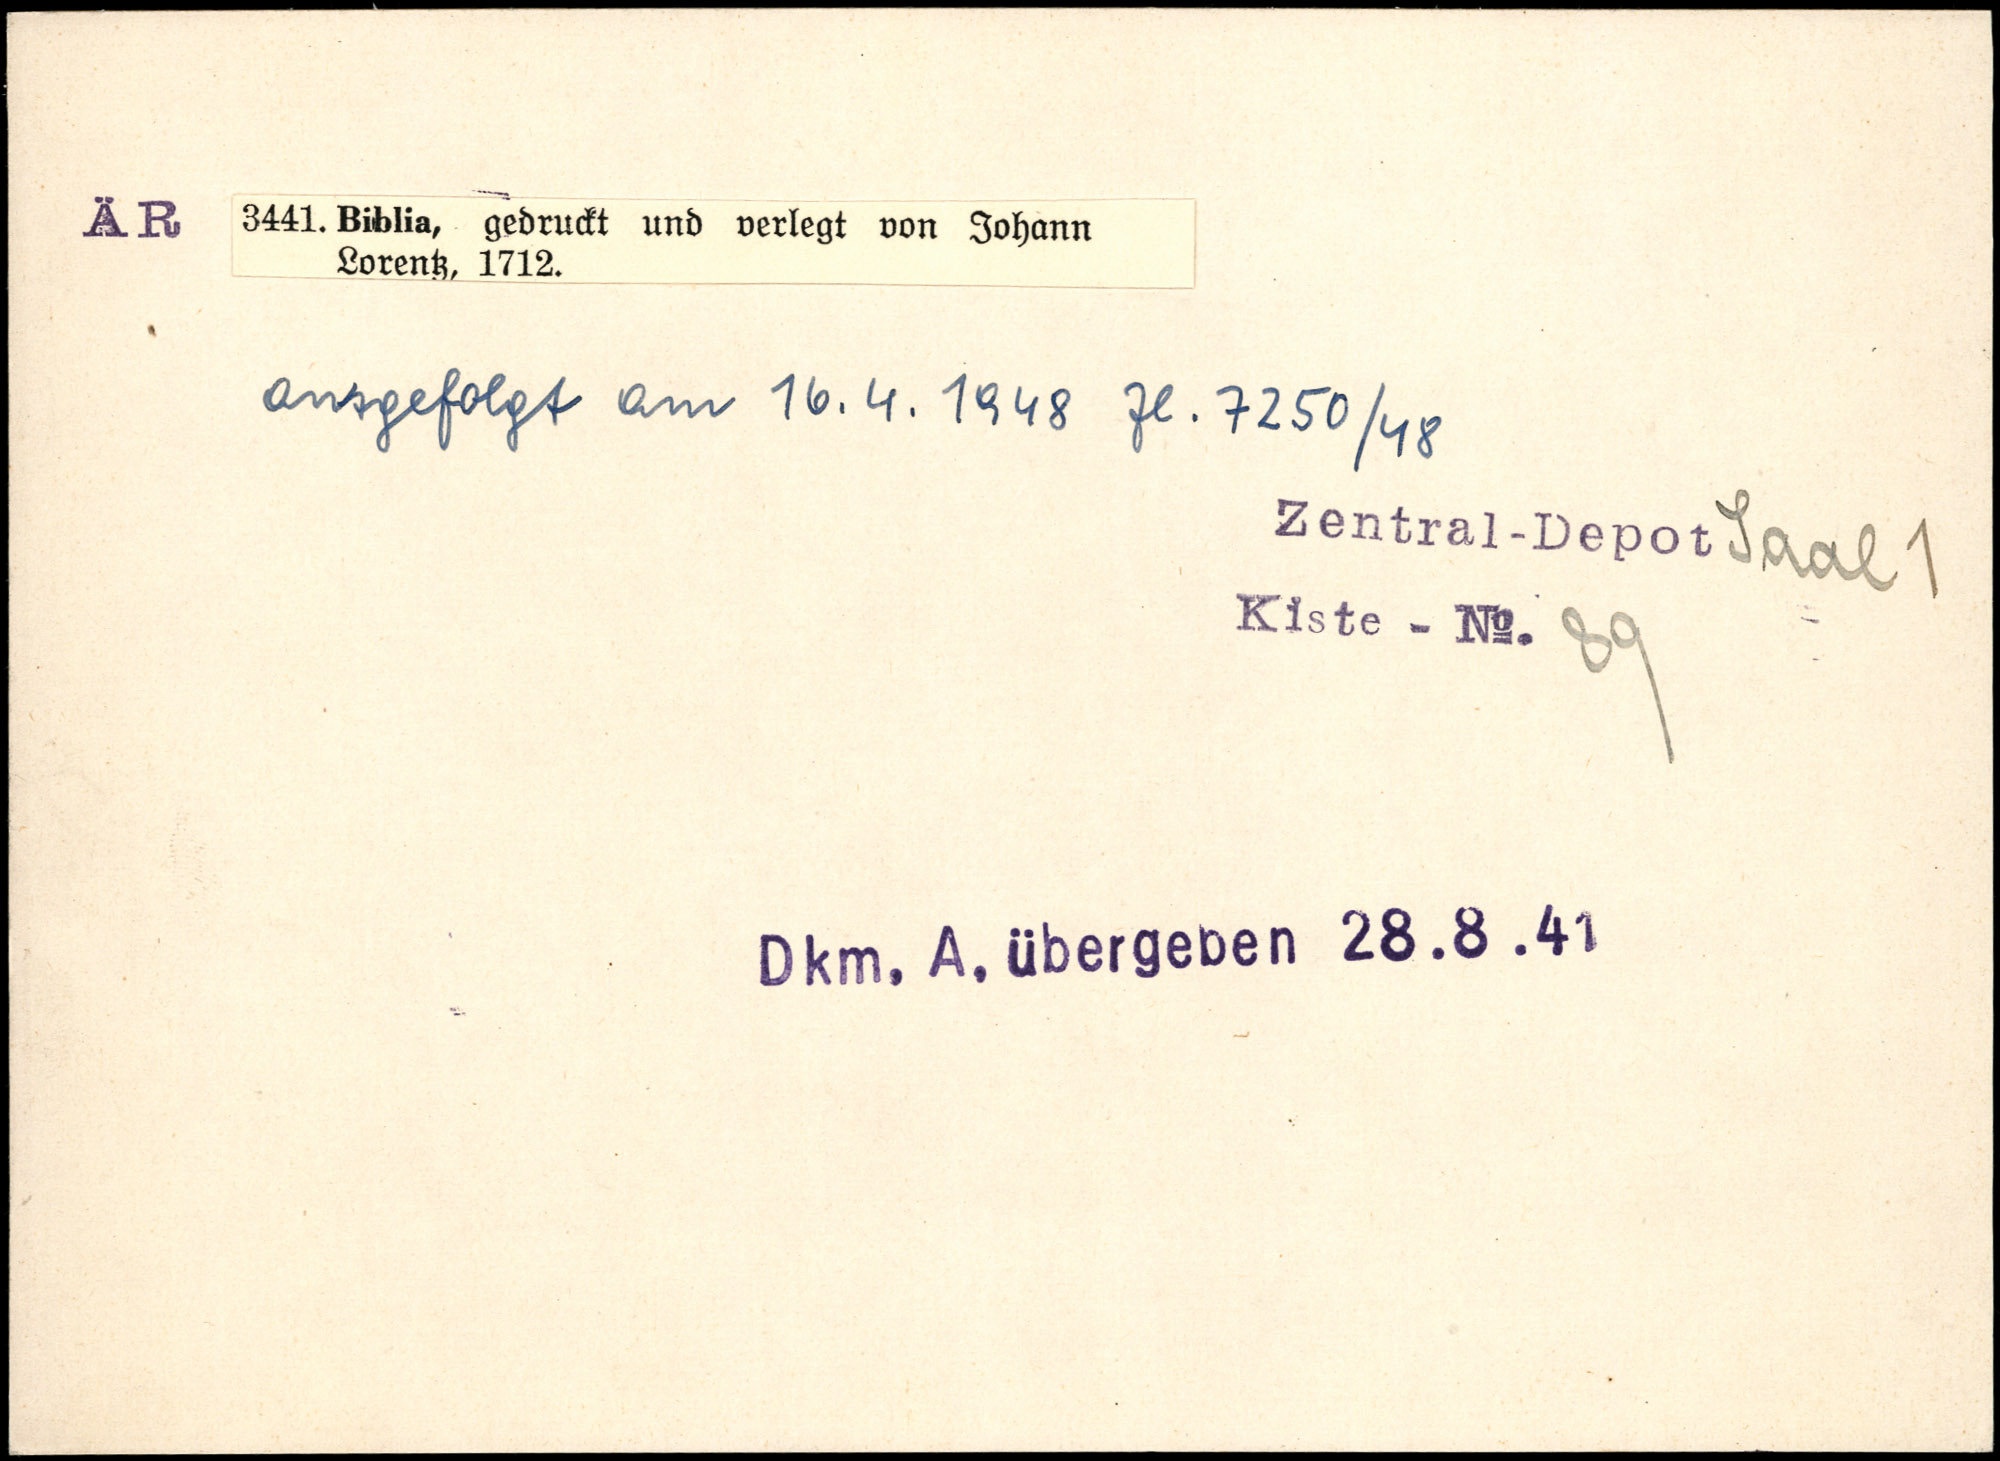 ÄR 3441. Biblia, gedruckt und verlegt von Johann
Lorentz, 1712.
ausgefolgt am 16.4.1948 Zl. 7250/48
Zentral-Depot Saal 1
Kiste - No. 89
Dkm. A. übergeben 28.8.41